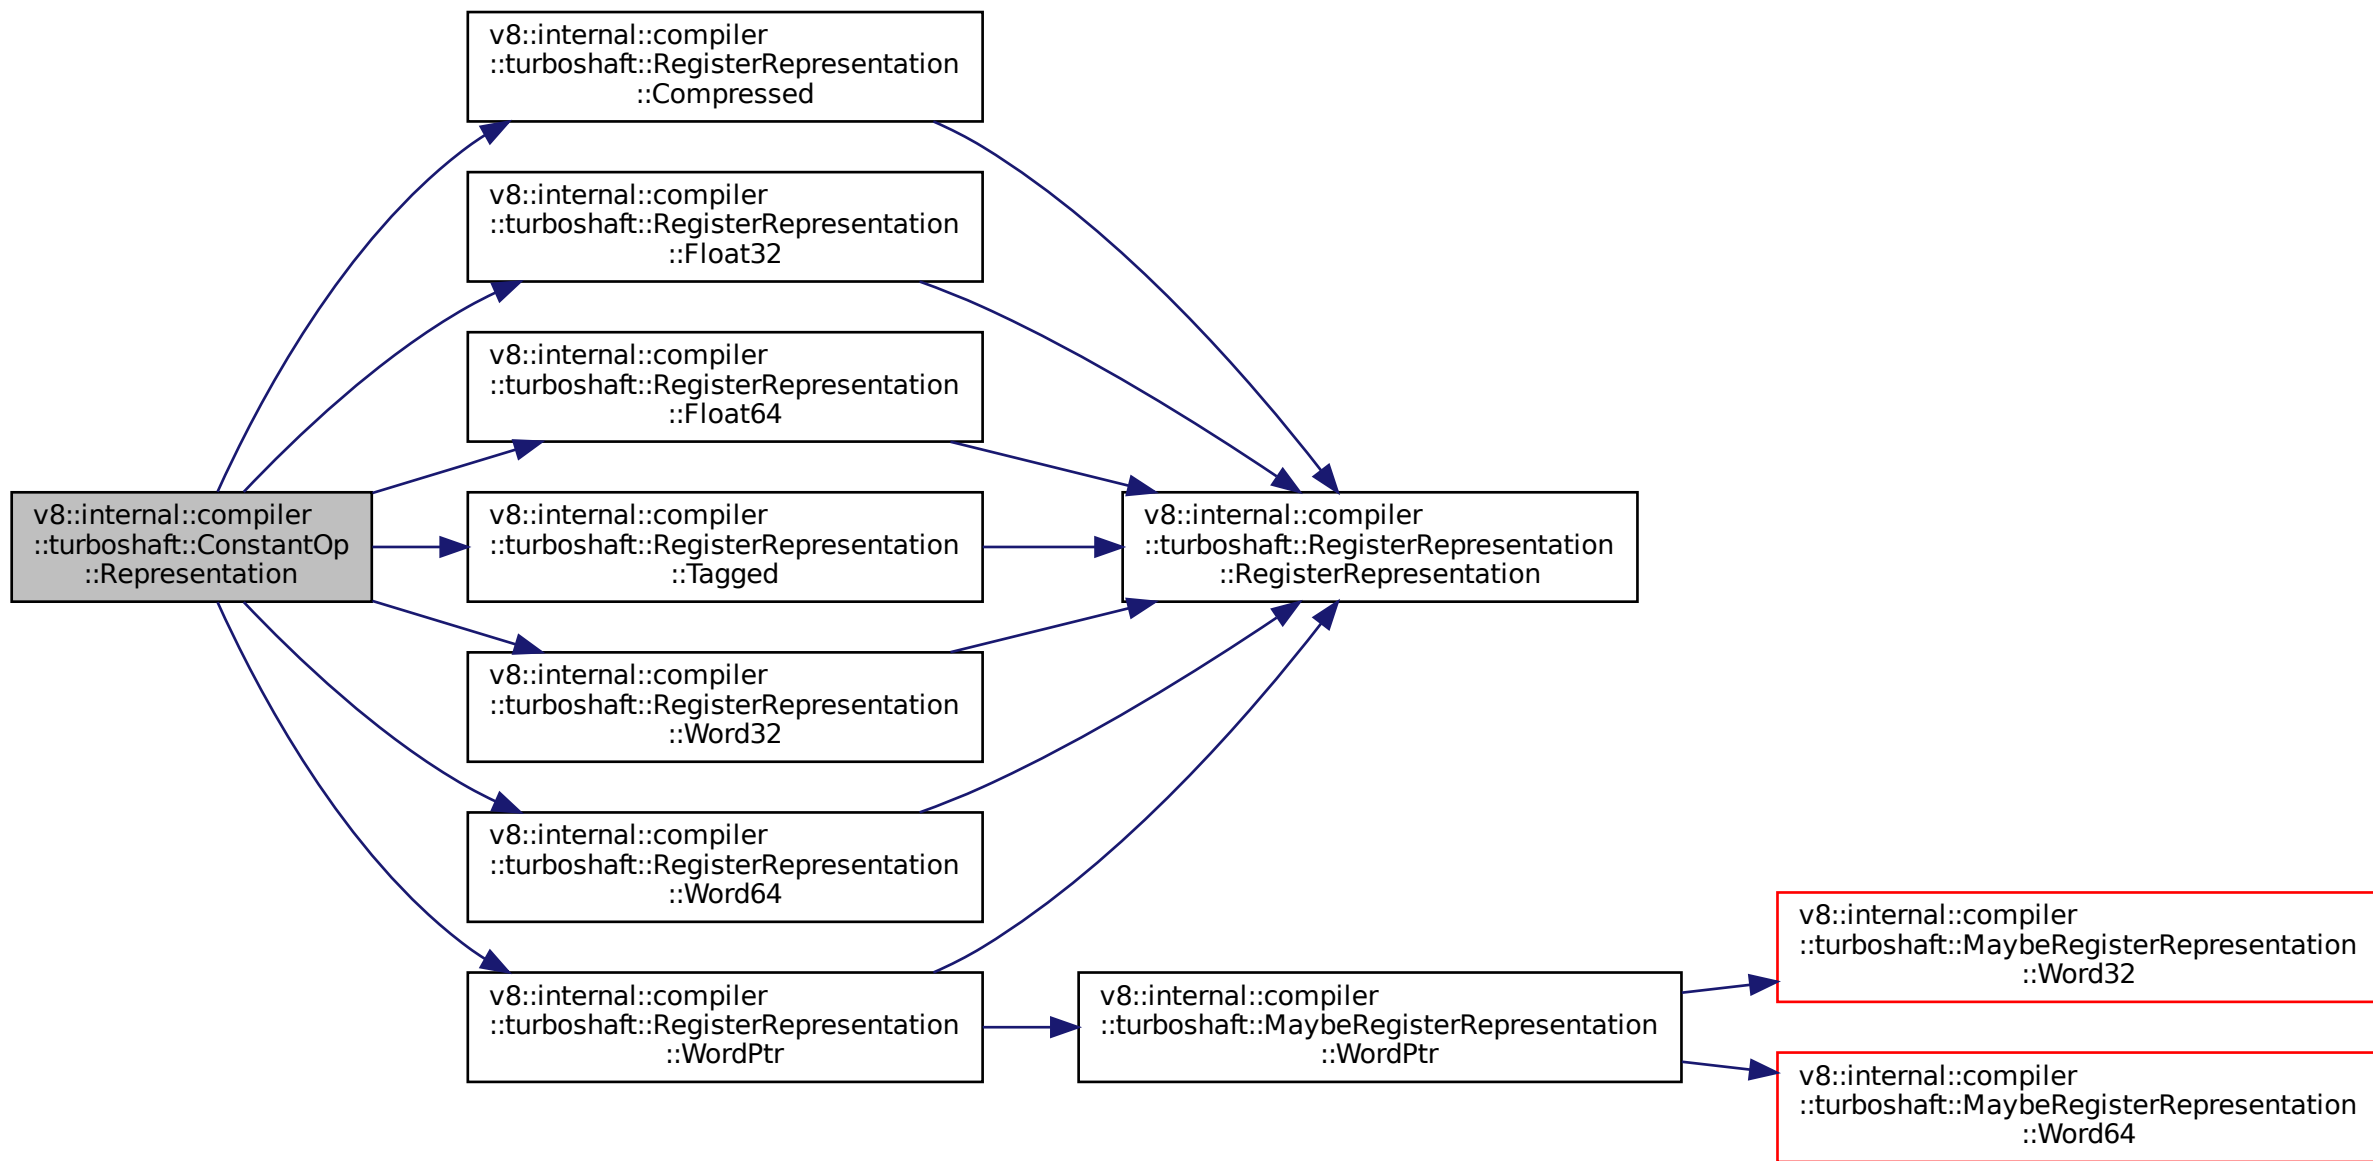 v8::internal::compiler
::turboshaft::ConstantOp
::Representation
v8::internal::compiler
::turboshaft::RegisterRepresentation
::Compressed
v8::internal::compiler
::turboshaft::RegisterRepresentation
::Float32
v8::internal::compiler
::turboshaft::RegisterRepresentation
::Float64
v8::internal::compiler
::turboshaft::RegisterRepresentation
::Tagged
v8::internal::compiler
::turboshaft::RegisterRepresentation
::Word32
v8::internal::compiler
::turboshaft::RegisterRepresentation
::Word64
v8::internal::compiler
::turboshaft::RegisterRepresentation
::WordPtr
v8::internal::compiler
::turboshaft::RegisterRepresentation
::RegisterRepresentation
v8::internal::compiler
::turboshaft::MaybeRegisterRepresentation
::WordPtr
v8::internal::compiler
::turboshaft::MaybeRegisterRepresentation
::Word32
v8::internal::compiler
::turboshaft::MaybeRegisterRepresentation
::Word64